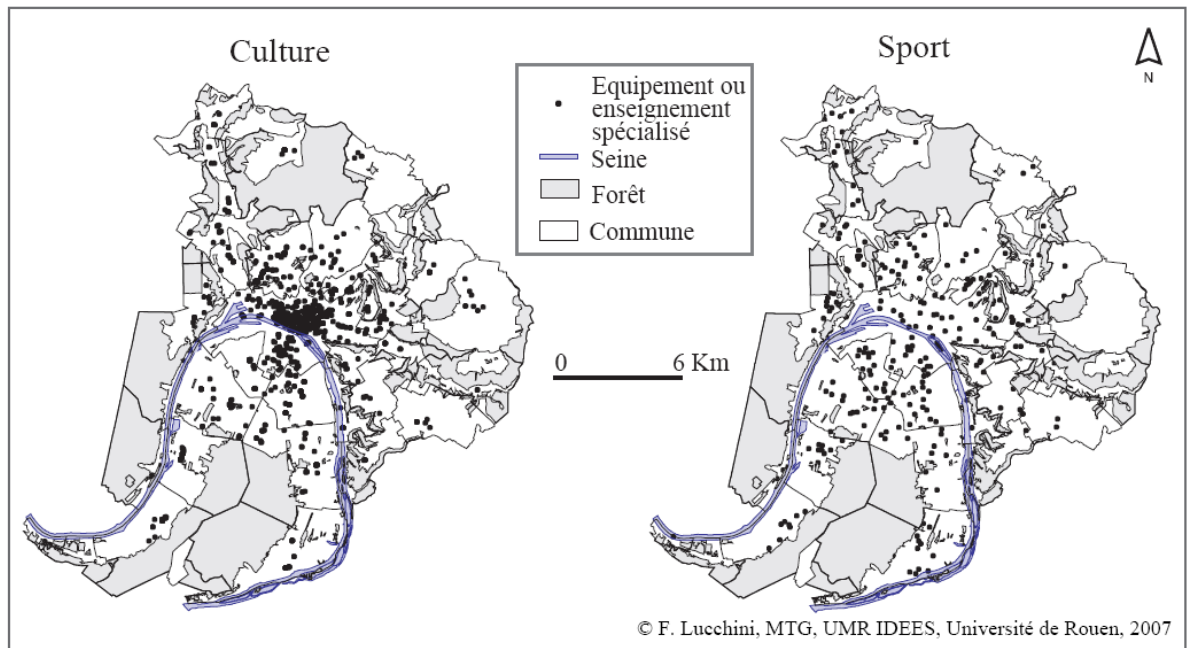 Culture
Sport
N
Equipement ou
enseignement
spécialisé
Seine
Forêt
Commune
0 6 Km
© F. Lucchini, MTG, UMR IDEES, Université de Rouen, 2007